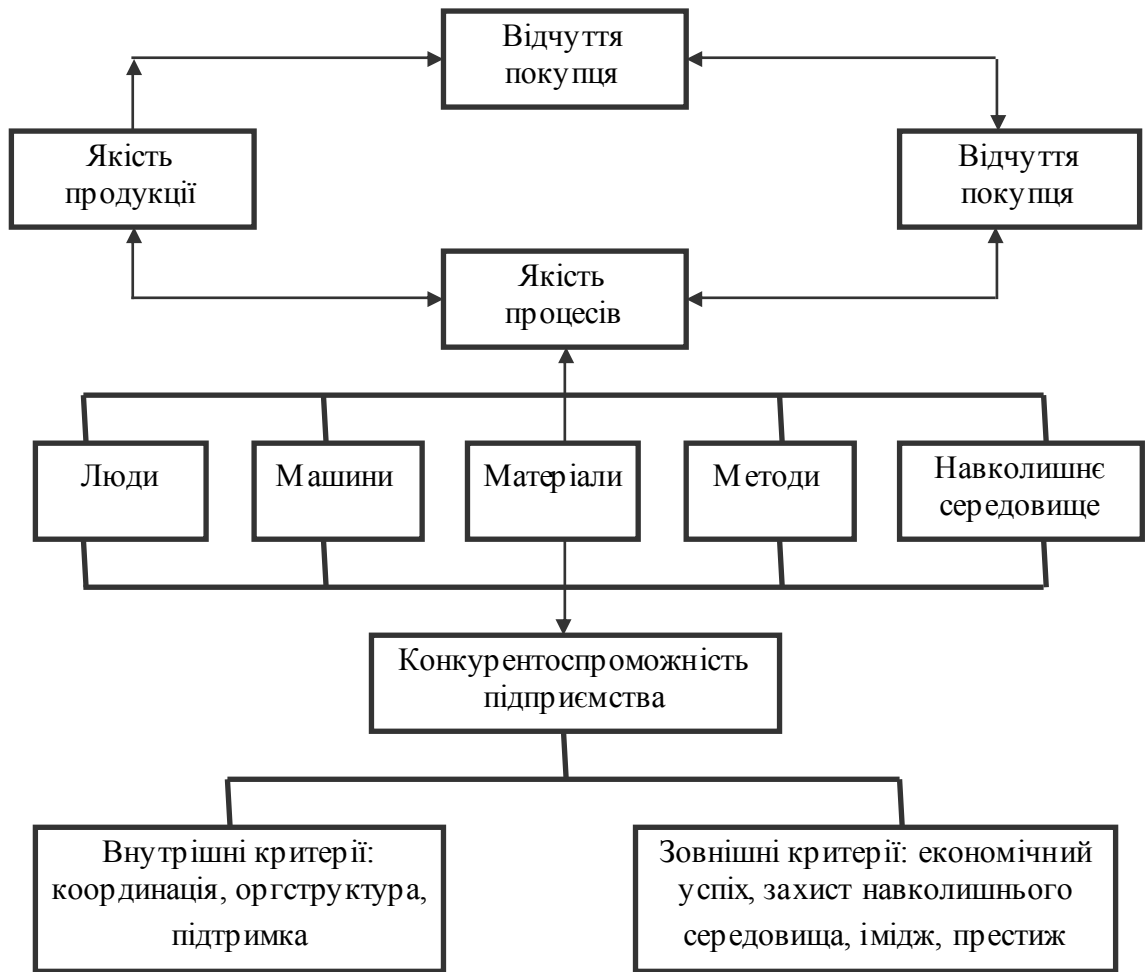 Відчуття
покупця
Якість
продукції
Відчуття
покупця
Якість
процесів
Люди
Машини
Матеріали
Методи
Навколишнє
середовище
Конкурентоспроможність
підприємства
Внутрішні критерії:
координація, оргструктура,
підтримка
Зовнішні критерії: економічний
успіх, захист навколишнього
середовища, імідж, престиж